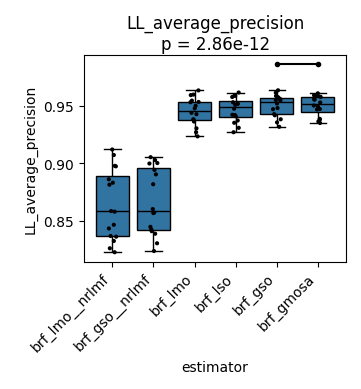 LL_average_precision
p = 2.86e-12
LL_average_precision
0.95
0.90
0.85
brf_lmo__nrlmf
brf_gso__nrlmf
brf_lmo
brf_lso
brf_gso
brf_gmosa
estimator